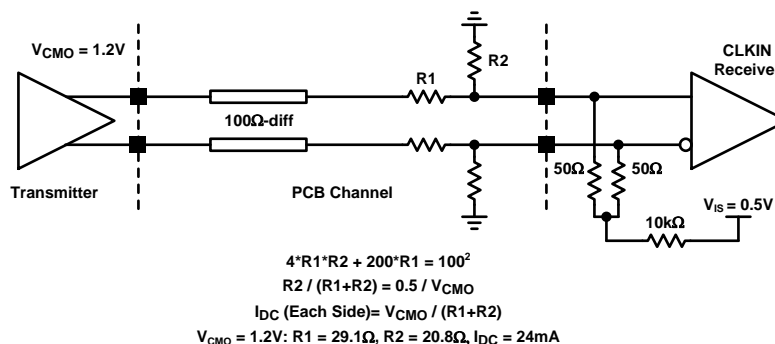 V_CMO = 1.2V
R2
CLKIN
Receive
R1
100Ω-diff
50Ω
50Ω
Transmitter
PCB Channel
V_IS = 0.5V
10kΩ
4*R1*R2 + 200*R1 = 100²
R2 / (R1+R2) = 0.5 / V_CMO
I_DC (Each Side)= V_CMO / (R1+R2)
V_CMO = 1.2V: R1 = 29.1Ω, R2 = 20.8Ω, I_DC = 24mA